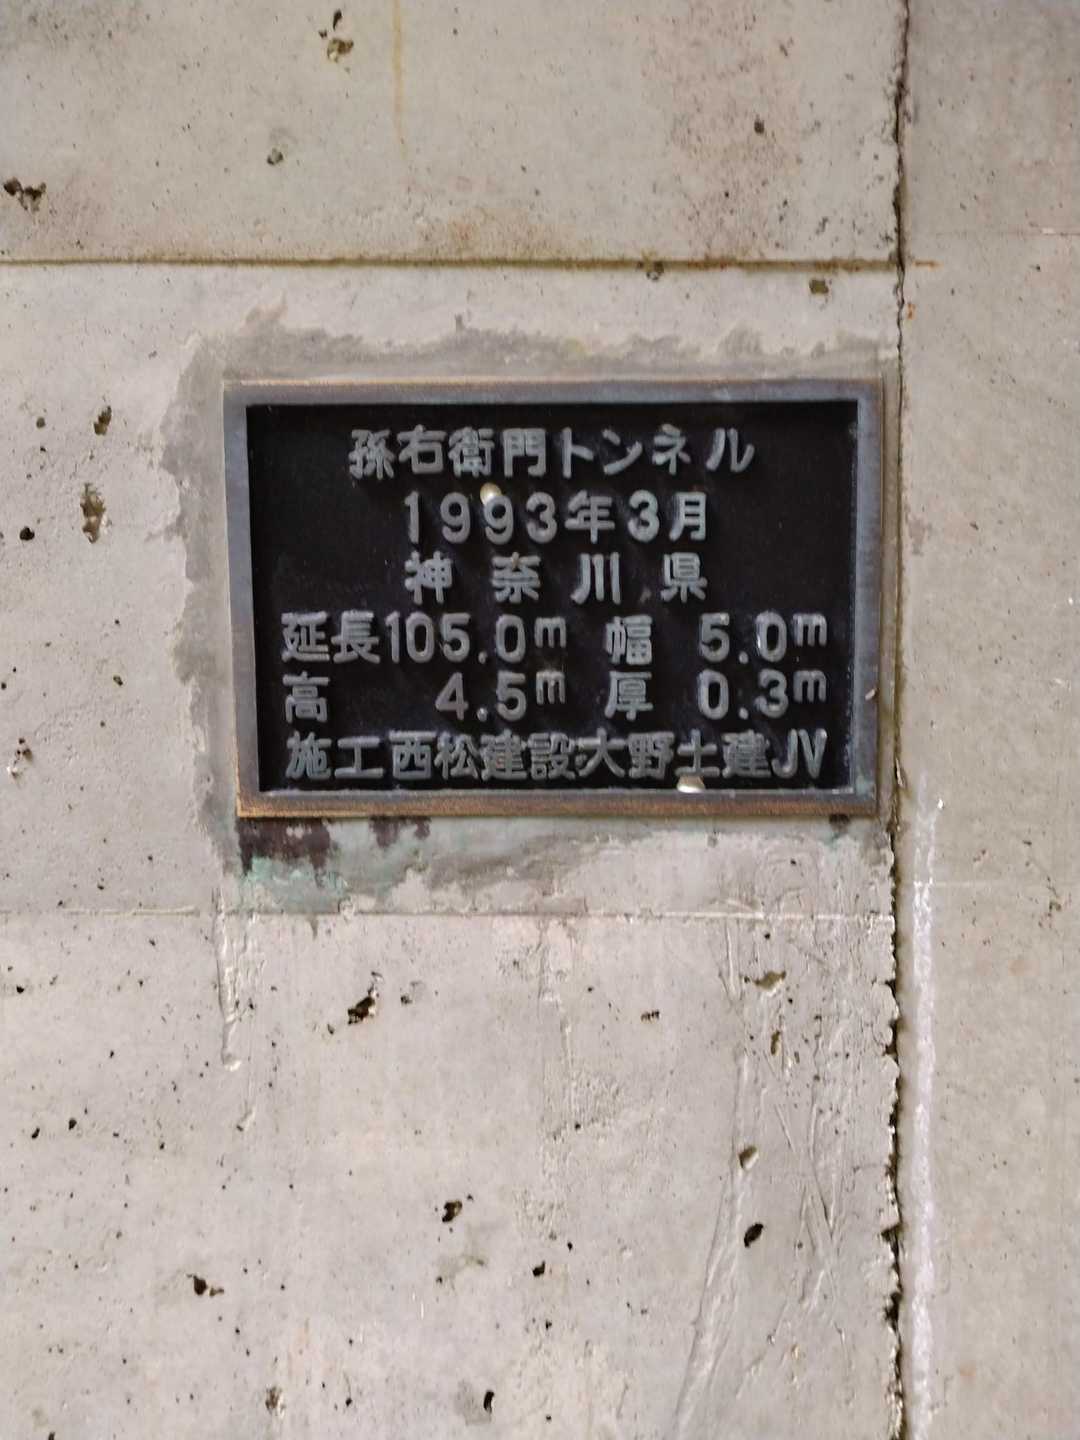 孫右衛門トンネル
1993年3月
神奈川県
延長105.0m 幅 5.0m
高 4.5m 厚 0.3m
施工西松建設大野土建JV